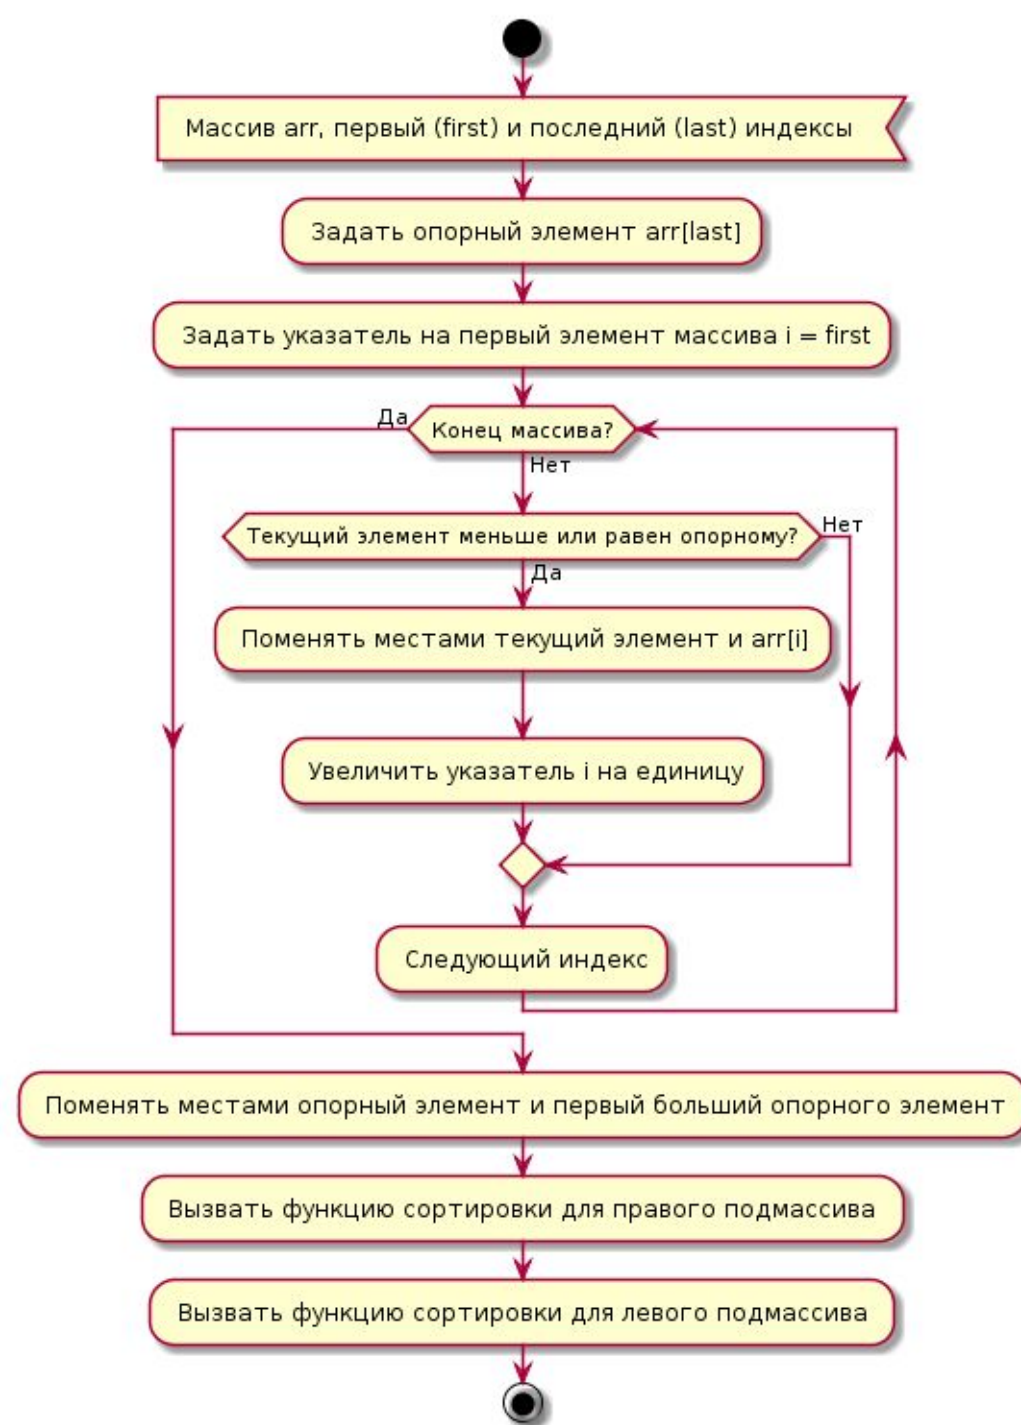 Массив arr, первый (first) и последний (last) индексы
Задать опорный элемент arr[last]
Задать указатель на первый элемент массива i = first
Да
Конец массива?
Нет
Текущий элемент меньше или равен опорному?
Нет
Да
Поменять местами текущий элемент и arr[i]
Увеличить указатель i на единицу
Следующий индекс
Поменять местами опорный элемент и первый больший опорного элемент
Вызвать функцию сортировки для правого подмассива
Вызвать функцию сортировки для левого подмассива